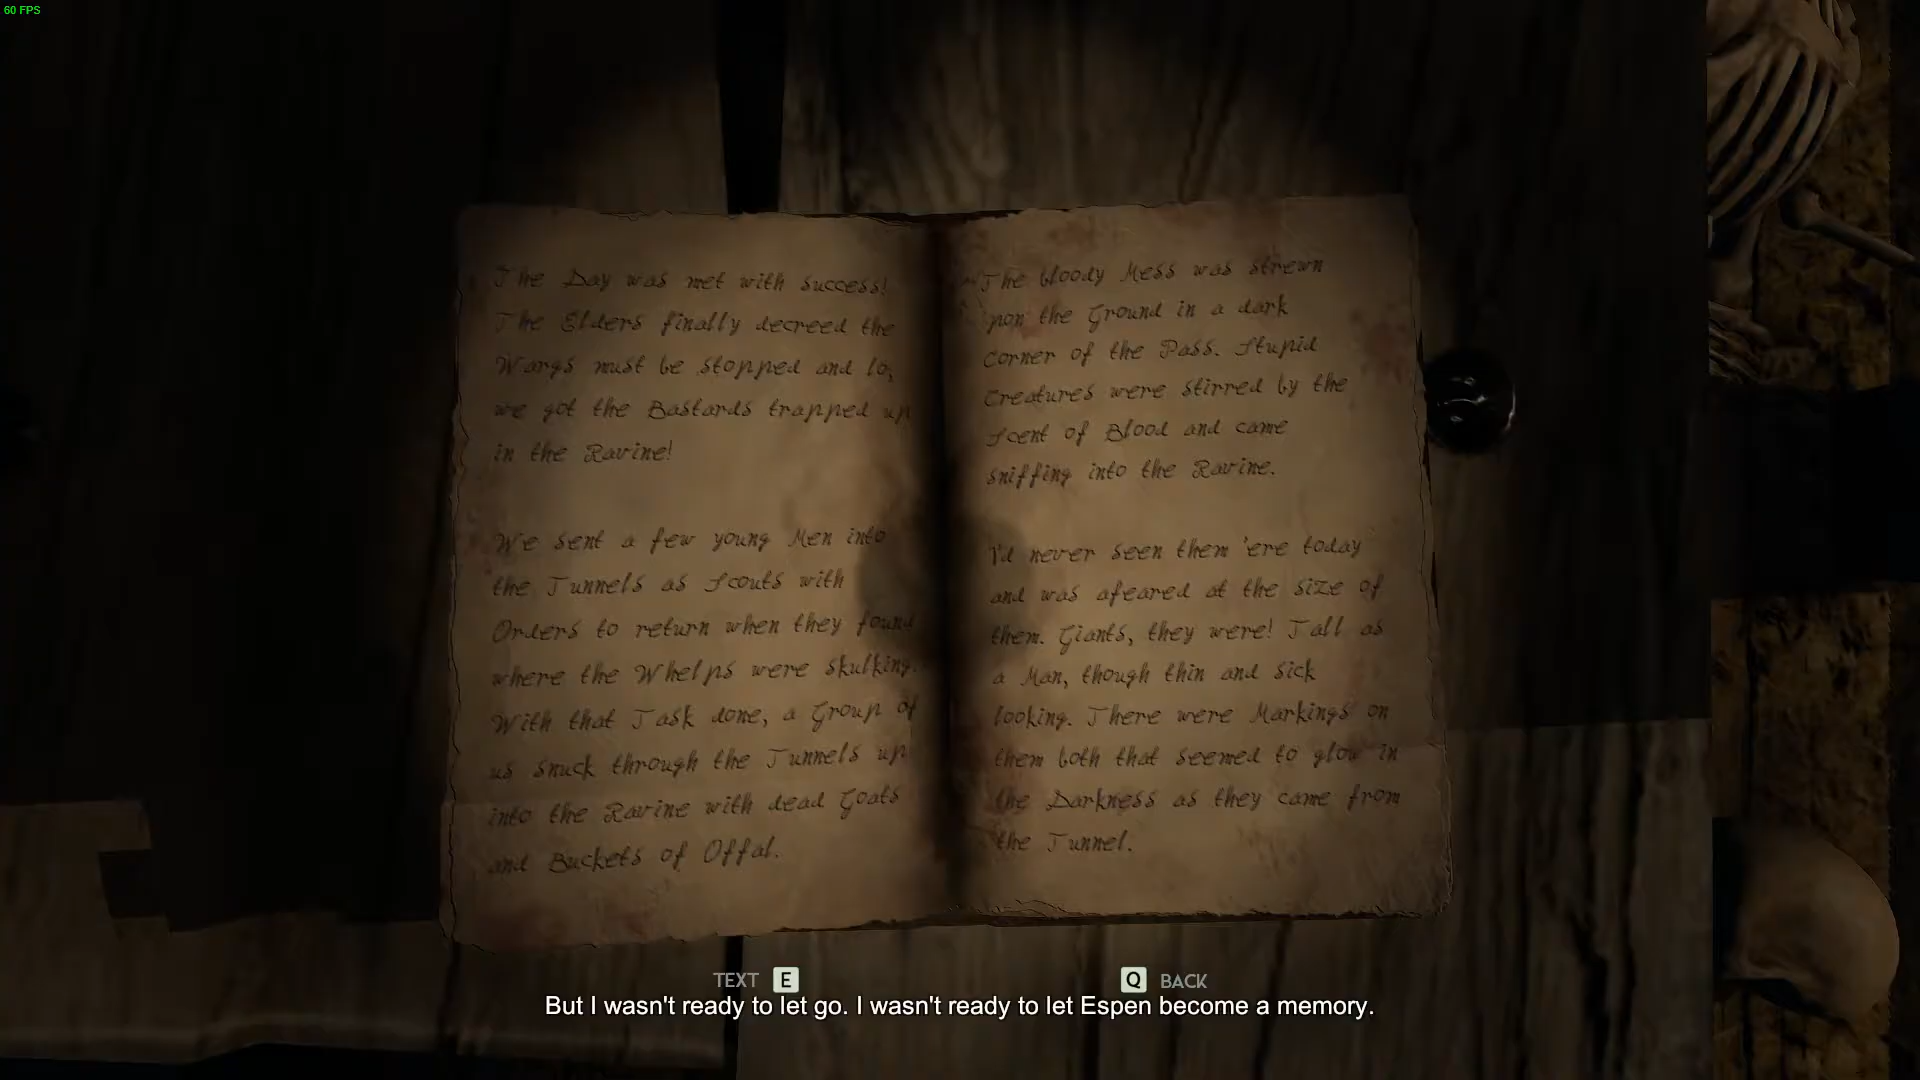 60 FPS
The Day was met with success!
The Elders finally decreed the
Wargs must be stopped and lo,
we got the Bastards trapped up
in the Ravine!
We sent a few young Men into
the Tunnels as Scouts with
Orders to return when they found
where the Whelps were skulking.
With that Task done, a Group of
us snuck through the Tunnels up
into the Ravine with dead Goats
and Buckets of Offal.
The bloody Mess was strewn
'pon the Ground in a dark
corner of the Pass. Stupid
Creatures were stirred by the
Scent of Blood and came
sniffing into the Ravine.
I'd never seen them 'ere today
and was afeared at the size of
them. Giants, they were! Tall as
a Man, though thin and sick
looking. There were Markings on
them both that seemed to glow in
the Darkness as they came from
the Tunnel.
TEXT E
Q BACK
But I wasn't ready to let go. I wasn't ready to let Espen become a memory.